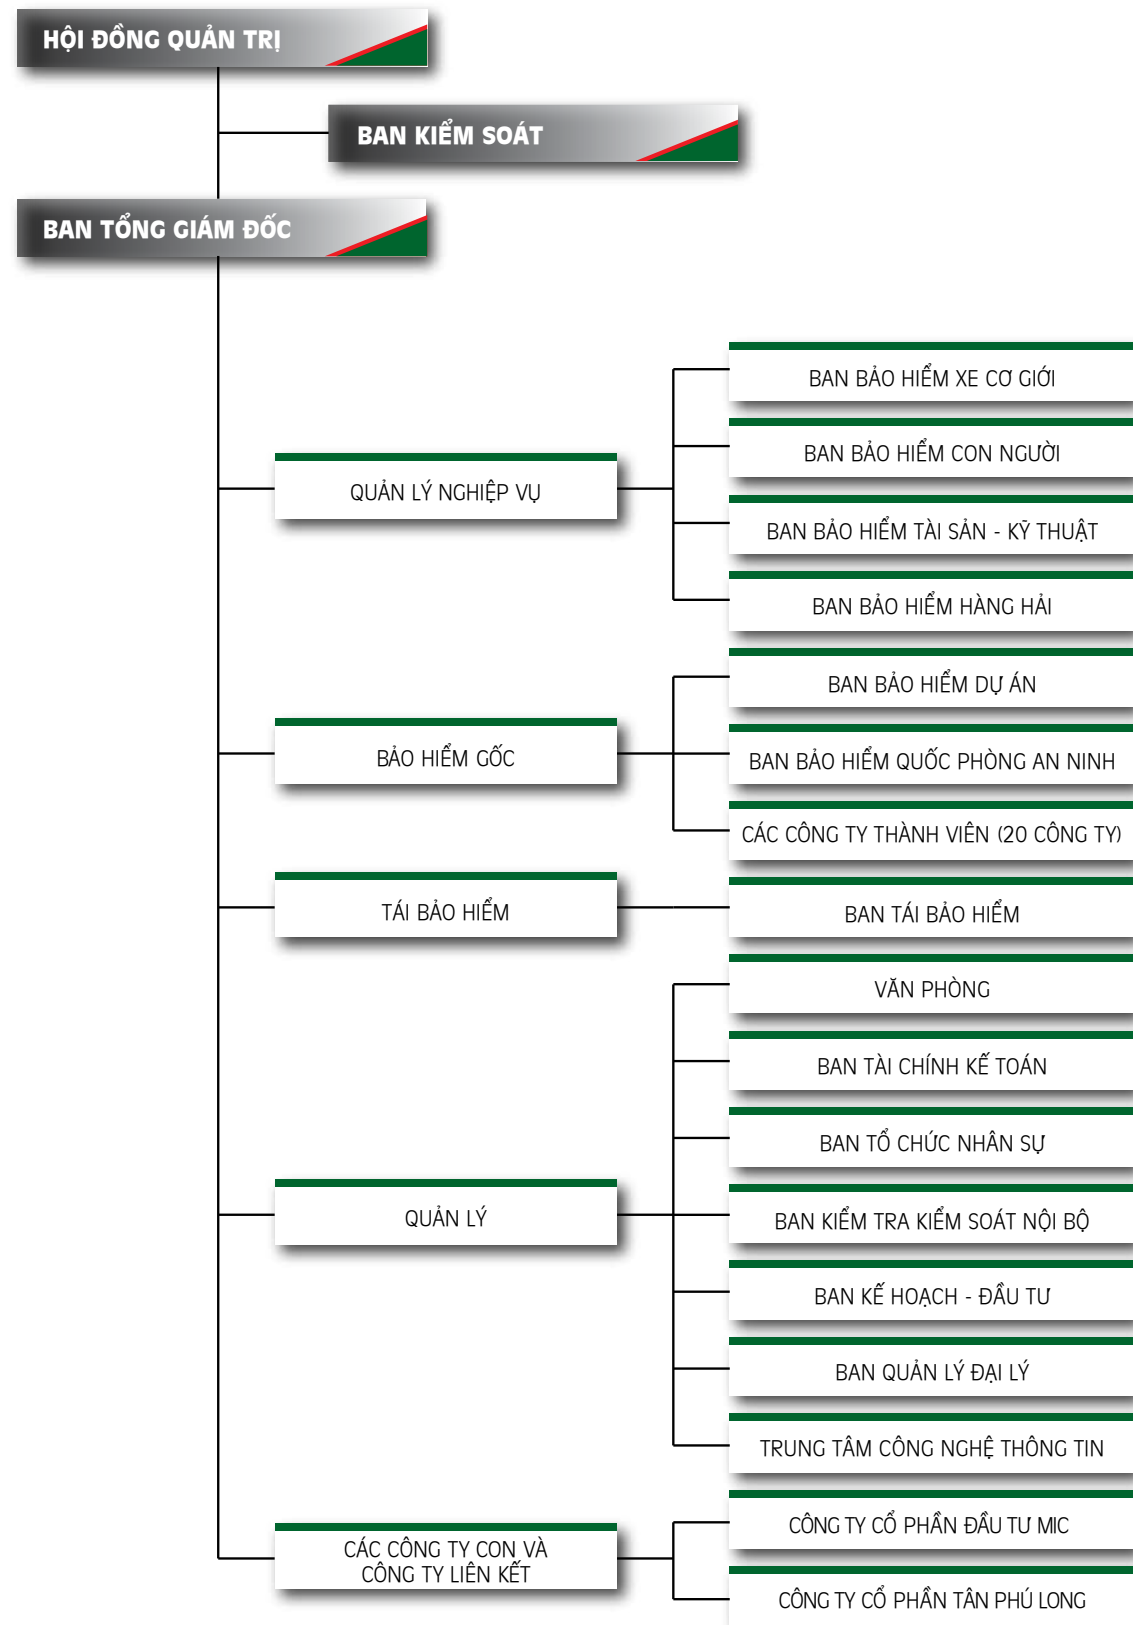 HỘI ĐỒNG QUẢN TRỊ
BAN KIỂM SOÁT
BAN TỔNG GIÁM ĐỐC
QUẢN LÝ NGHIỆP VỤ
BAN BẢO HIỂM XE CƠ GIỚI
BAN BẢO HIỂM CON NGƯỜI
BAN BẢO HIỂM TÀI SẢN - KỸ THUẬT
BAN BẢO HIỂM HÀNG HẢI
BẢO HIỂM GỐC
BAN BẢO HIỂM DỰ ÁN
BAN BẢO HIỂM QUỐC PHÒNG AN NINH
CÁC CÔNG TY THÀNH VIÊN (20 CÔNG TY)
TÁI BẢO HIỂM
BAN TÁI BẢO HIỂM
QUẢN LÝ
VĂN PHÒNG
BAN TÀI CHÍNH KẾ TOÁN
BAN TỔ CHỨC NHÂN SỰ
BAN KIỂM TRA KIỂM SOÁT NỘI BỘ
BAN KẾ HOẠCH - ĐẦU TƯ
BAN QUẢN LÝ ĐẠI LÝ
TRUNG TÂM CÔNG NGHỆ THÔNG TIN
CÁC CÔNG TY CON VÀ
CÔNG TY LIÊN KẾT
CÔNG TY CỔ PHẦN ĐẦU TƯ MIC
CÔNG TY CỔ PHẦN TÂN PHÚ LONG